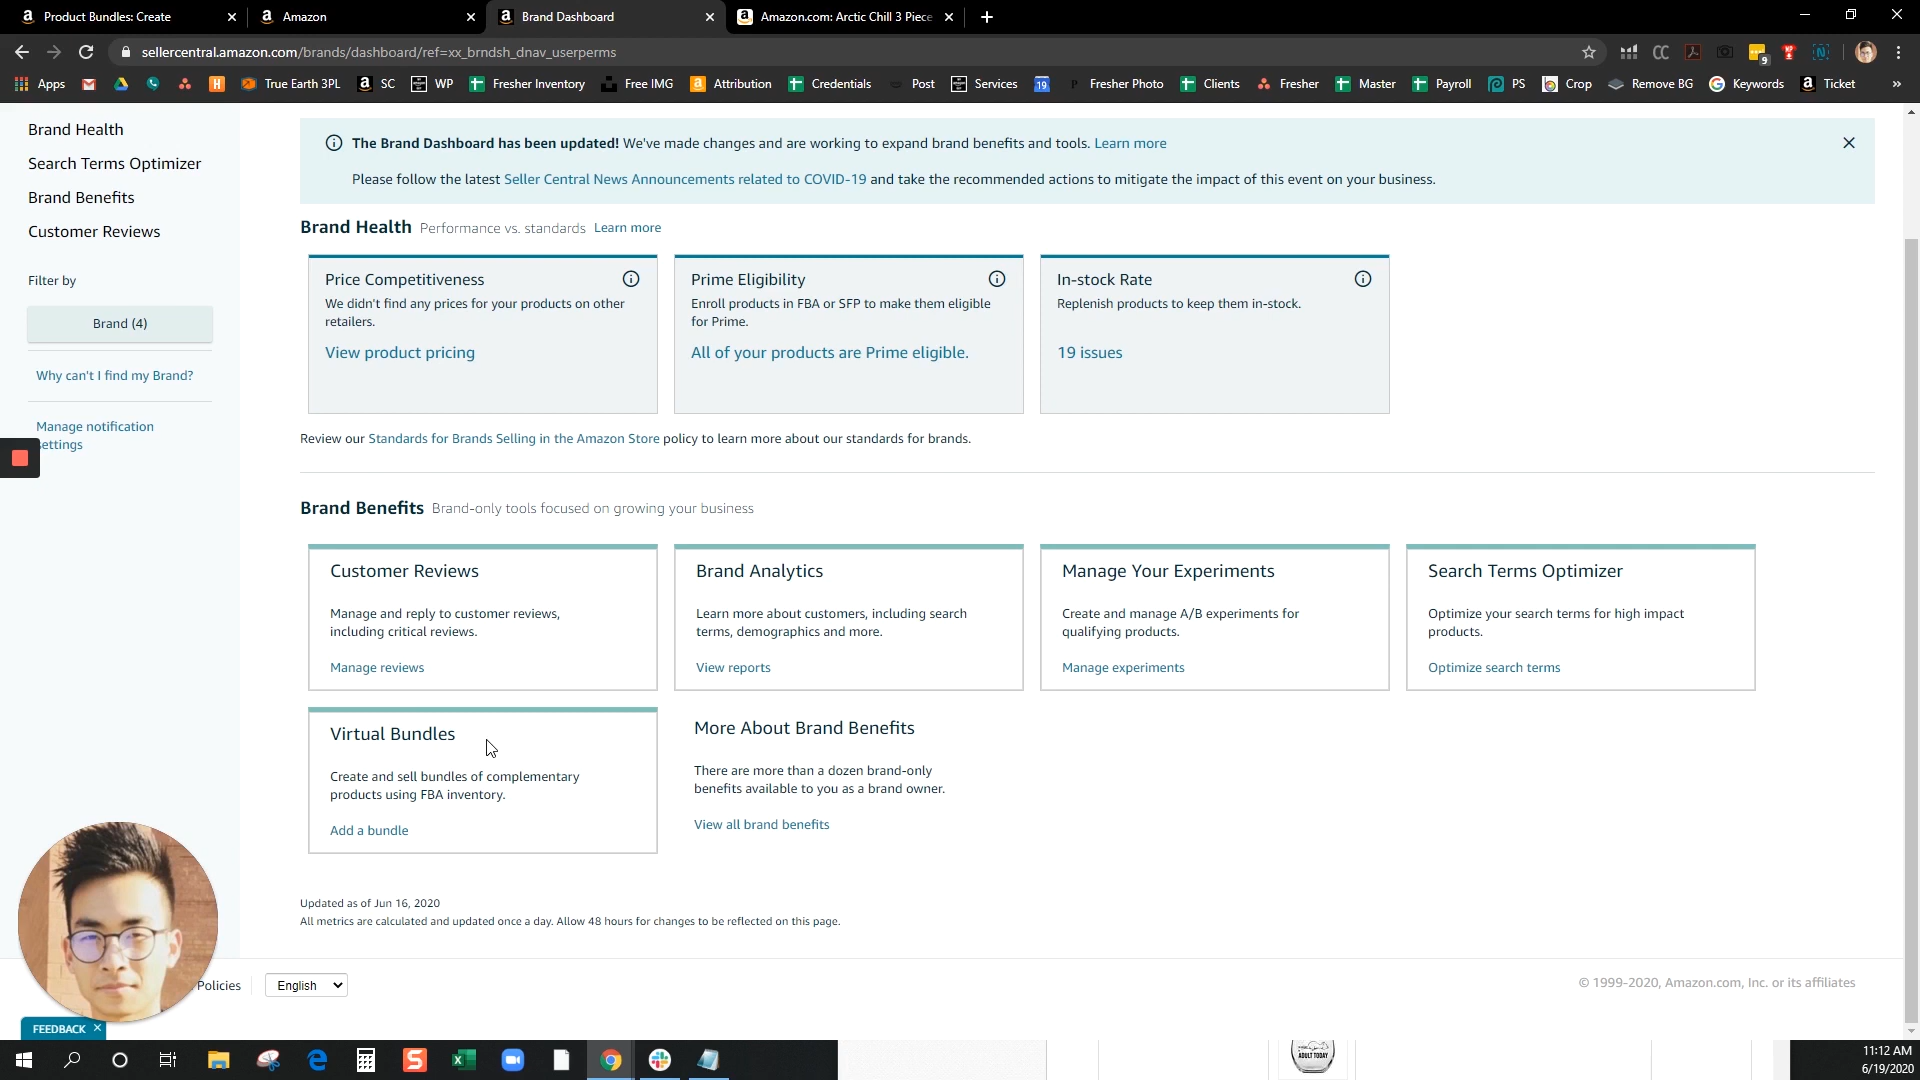 Product Bundles: Create
Amazon
Brand Dashboard
Amazon.com: Arctic Chill 3 Piece
sellercentral.amazon.com/brands/dashboard/ref=xx_brndsh_dnav_userperms
9
Apps
True Earth 3PL
SC
WP
Fresher Inventory
Free IMG
Attribution
Credentials
Post
Services
19
Fresher Photo
Clients
Fresher
Master
Payroll
PS
Crop
Remove BG
Keywords
Ticket
Brand Health
Search Terms Optimizer
Brand Benefits
Customer Reviews
Filter by
Brand (4)
Why can't I find my Brand?
Manage notification
settings
The Brand Dashboard has been updated! We've made changes and are working to expand brand benefits and tools. Learn more
Please follow the latest Seller Central News Announcements related to COVID-19 and take the recommended actions to mitigate the impact of this event on your business.
Brand Health Performance vs. standards Learn more
Price Competitiveness
We didn't find any prices for your products on other
retailers.
View product pricing
Prime Eligibility
Enroll products in FBA or SFP to make them eligible
for Prime.
All of your products are Prime eligible.
In-stock Rate
Replenish products to keep them in-stock.
19 issues
Review our Standards for Brands Selling in the Amazon Store policy to learn more about our standards for brands.
Brand Benefits Brand-only tools focused on growing your business
Customer Reviews
Manage and reply to customer reviews,
including critical reviews.
Manage reviews
Brand Analytics
Learn more about customers, including search
terms, demographics and more.
View reports
Manage Your Experiments
Create and manage A/B experiments for
qualifying products.
Manage experiments
Search Terms Optimizer
Optimize your search terms for high impact
products.
Optimize search terms
Virtual Bundles
Create and sell bundles of complementary
products using FBA inventory.
Add a bundle
More About Brand Benefits
There are more than a dozen brand-only
benefits available to you as a brand owner.
View all brand benefits
Updated as of Jun 16, 2020
All metrics are calculated and updated once a day. Allow 48 hours for changes to be reflected on this page.
Policies
English
© 1999-2020, Amazon.com, Inc. or its affiliates
FEEDBACK
ADULT TODAY
11:12 AM
6/19/2020